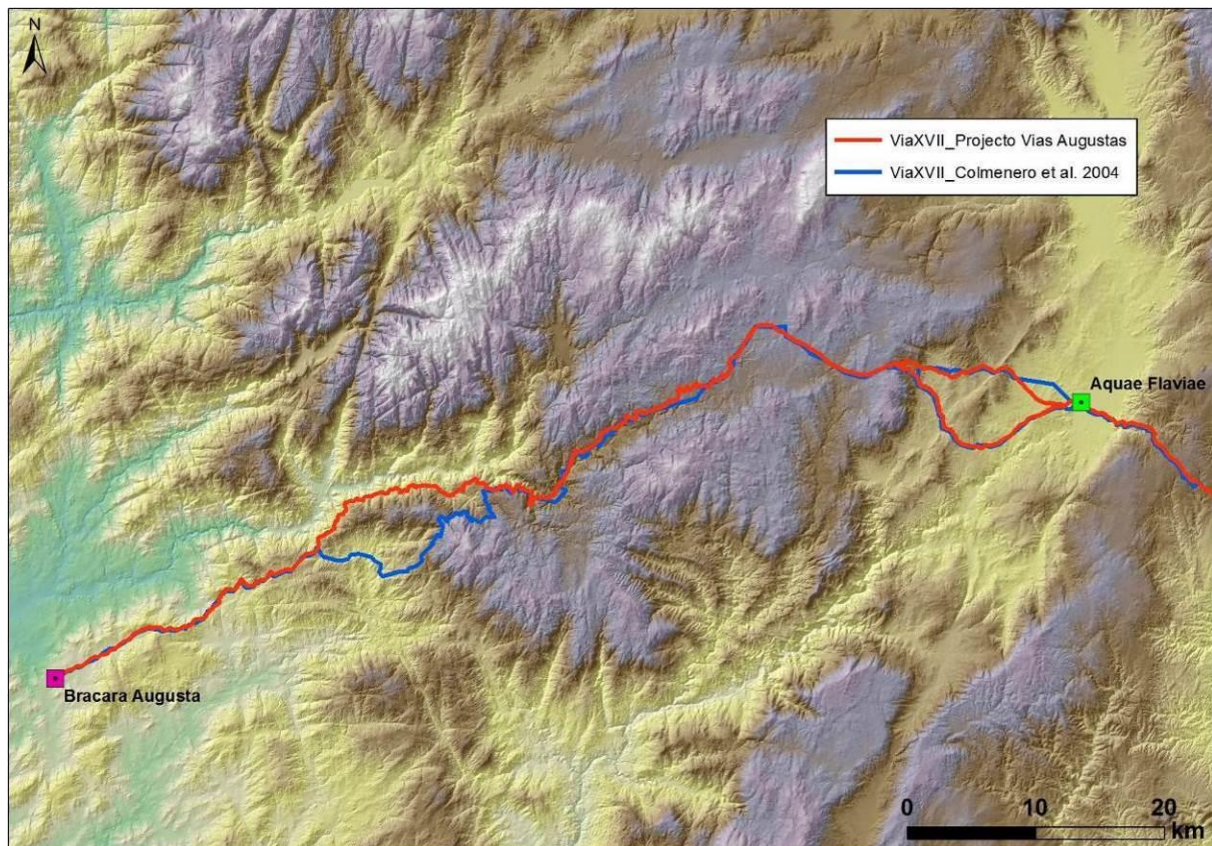 N
ViaXVII_Projecto Vias Augustas
ViaXVII_Colmenero et al. 2004
Aquae Flaviae
Bracara Augusta
0 10 20
km